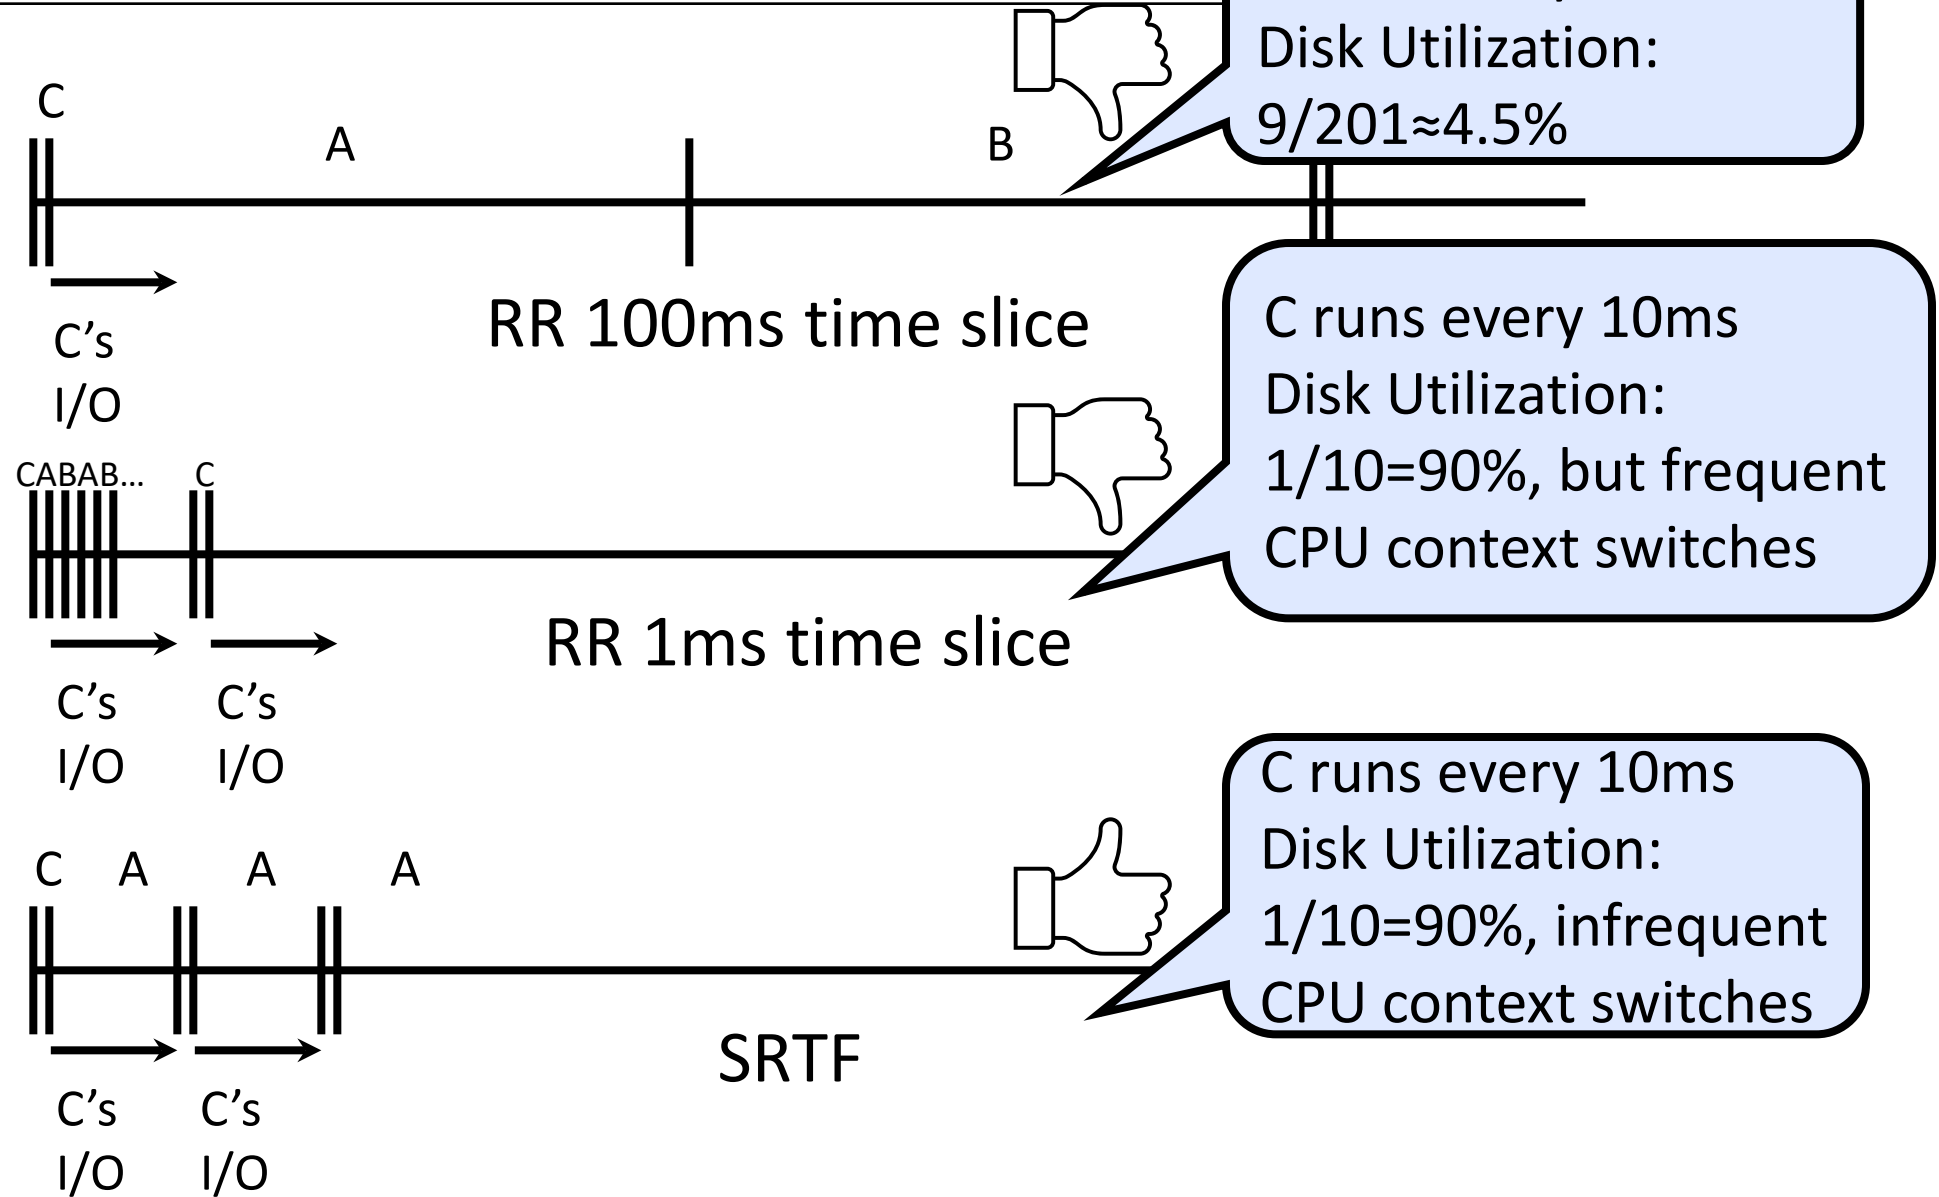 Disk Utilization:
9/201≈4.5%
C
A
B
C's
I/O
RR 100ms time slice
C runs every 10ms
Disk Utilization:
1/10=90%, but frequent
CPU context switches
CABAB...
C
C’s
I/O
C’s
I/O
RR 1ms time slice
C runs every 10ms
Disk Utilization:
1/10=90%, infrequent
CPU context switches
C
A
A
A
SRTF
C’s
I/O
C’s
I/O